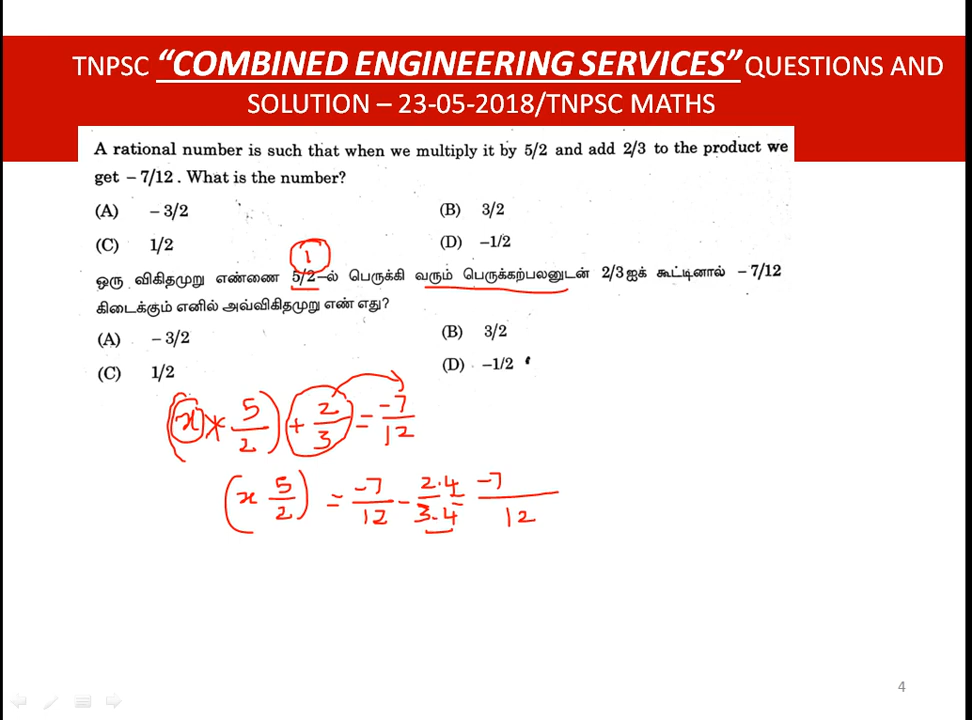 TNPSC “COMBINED ENGINEERING SERVICES” QUESTIONS AND
SOLUTION – 23-05-2018/TNPSC MATHS
A rational number is such that when we multiply it by 5/2 and add 2/3 to the product we
get – 7/12 . What is the number?
(A) – 3/2 (B) 3/2
(C) 1/2 (D) –1/2
1
ஒரு விகிதமுறு எண்ணை 5/2-ல் பெருக்கி வரும் பெருக்கற்பலனுடன் 2/3ஐக் கூட்டினால் – 7/12
கிடைக்கும் எனில் அவ்விகிதமுறு எண் எது?
(A) – 3/2 (B) 3/2
(C) 1/2 (D) –1/2
(x * 5/2) + 2/3 = -7/12
(x 5/2) = -7/12 - 2.4/3.4 = -7/12
4